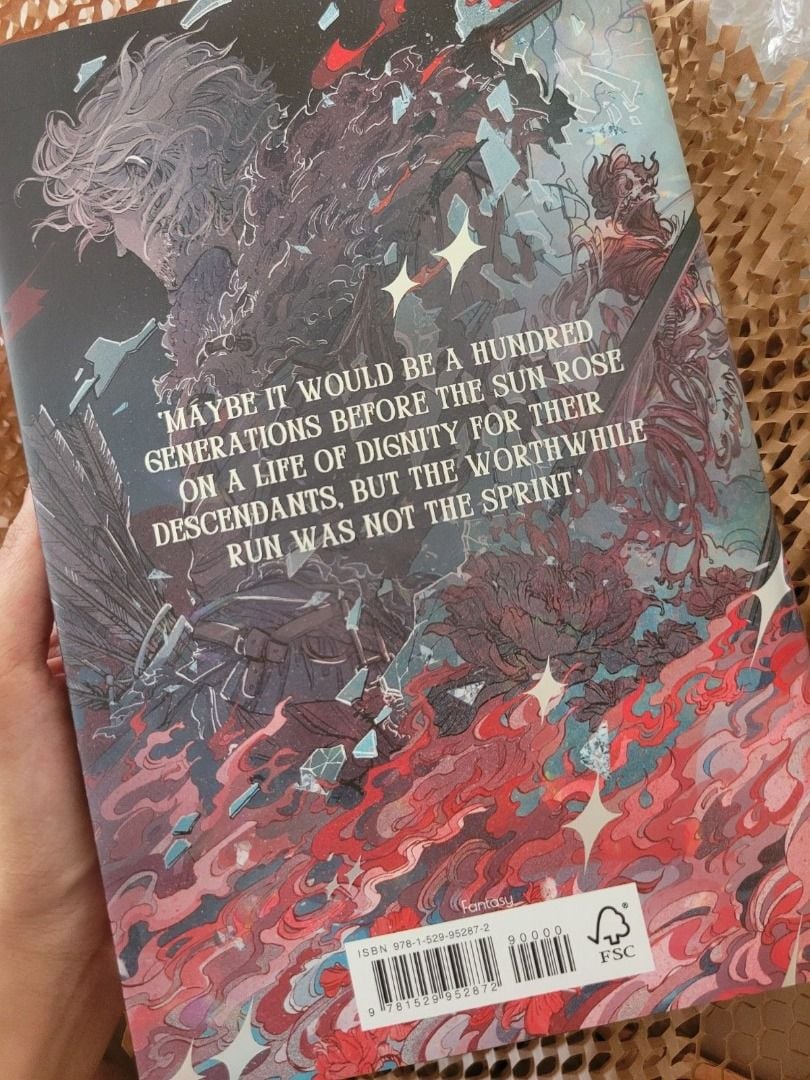 'MAYBE IT WOULD BE A HUNDRED
GENERATIONS BEFORE THE SUN ROSE
ON A LIFE OF DIGNITY FOR THEIR
DESCENDANTS, BUT THE WORTHWHILE
RUN WAS NOT THE SPRINT.'
Fantasy
ISBN 978-1-529-95287-2
90000
9 781529 952872
®
FSC